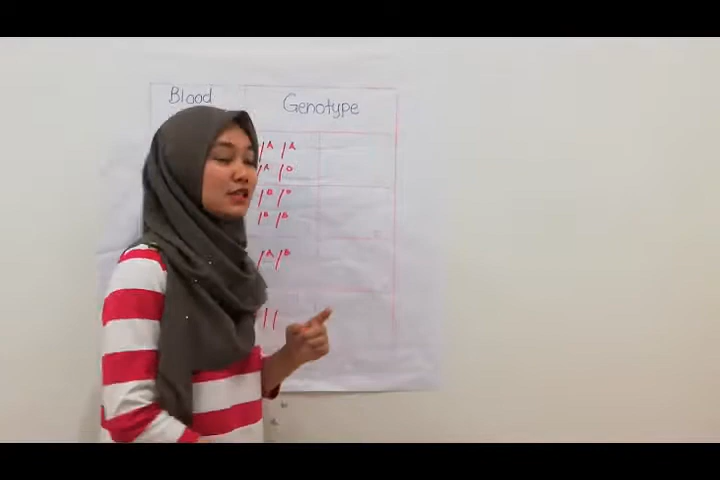 Blood Genotype
I^A I^A
I^A I^O
I^B I^B
I^A I^B
I I